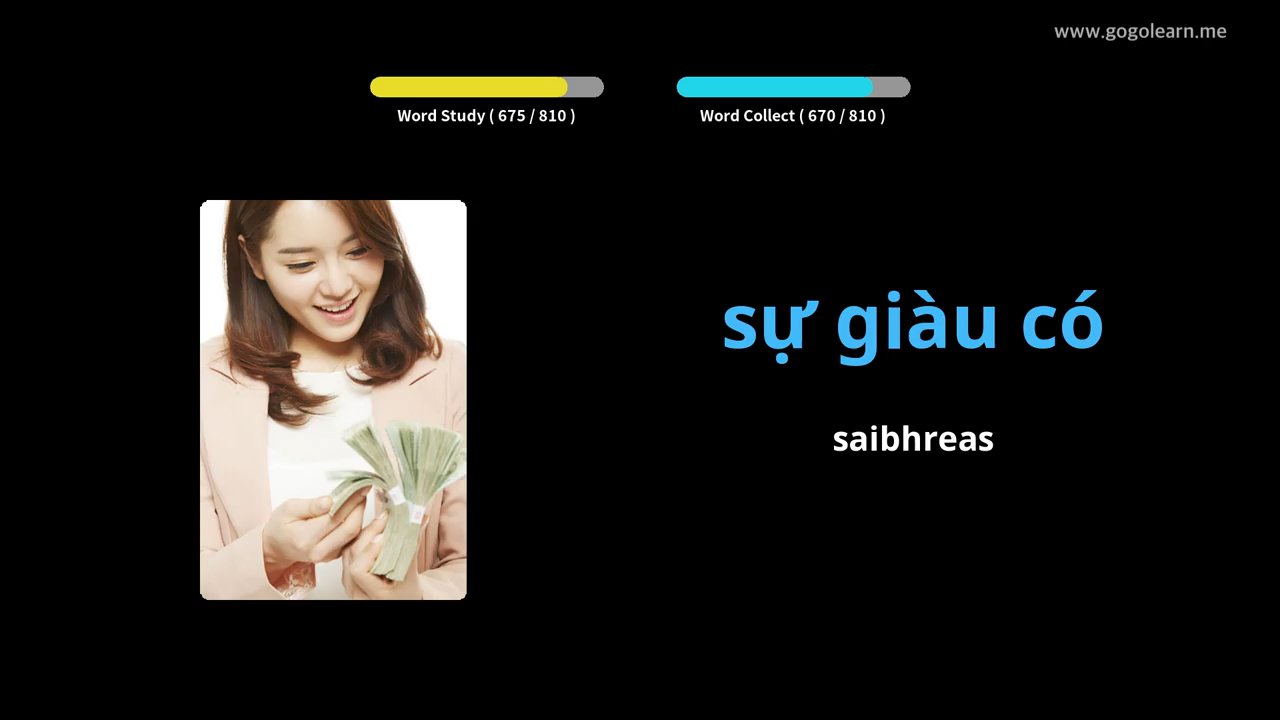 www.gogolearn.me
Word Study ( 675 / 810 )
Word Collect ( 670 / 810 )
sự giàu có
saibhreas